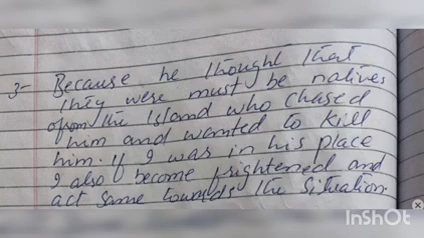 3- Because he thought that
they were must be natives
from the Island who chased
him and wanted to kill
him. If I was in his place
I also become frightened and
act same towards the situation.
InShOt